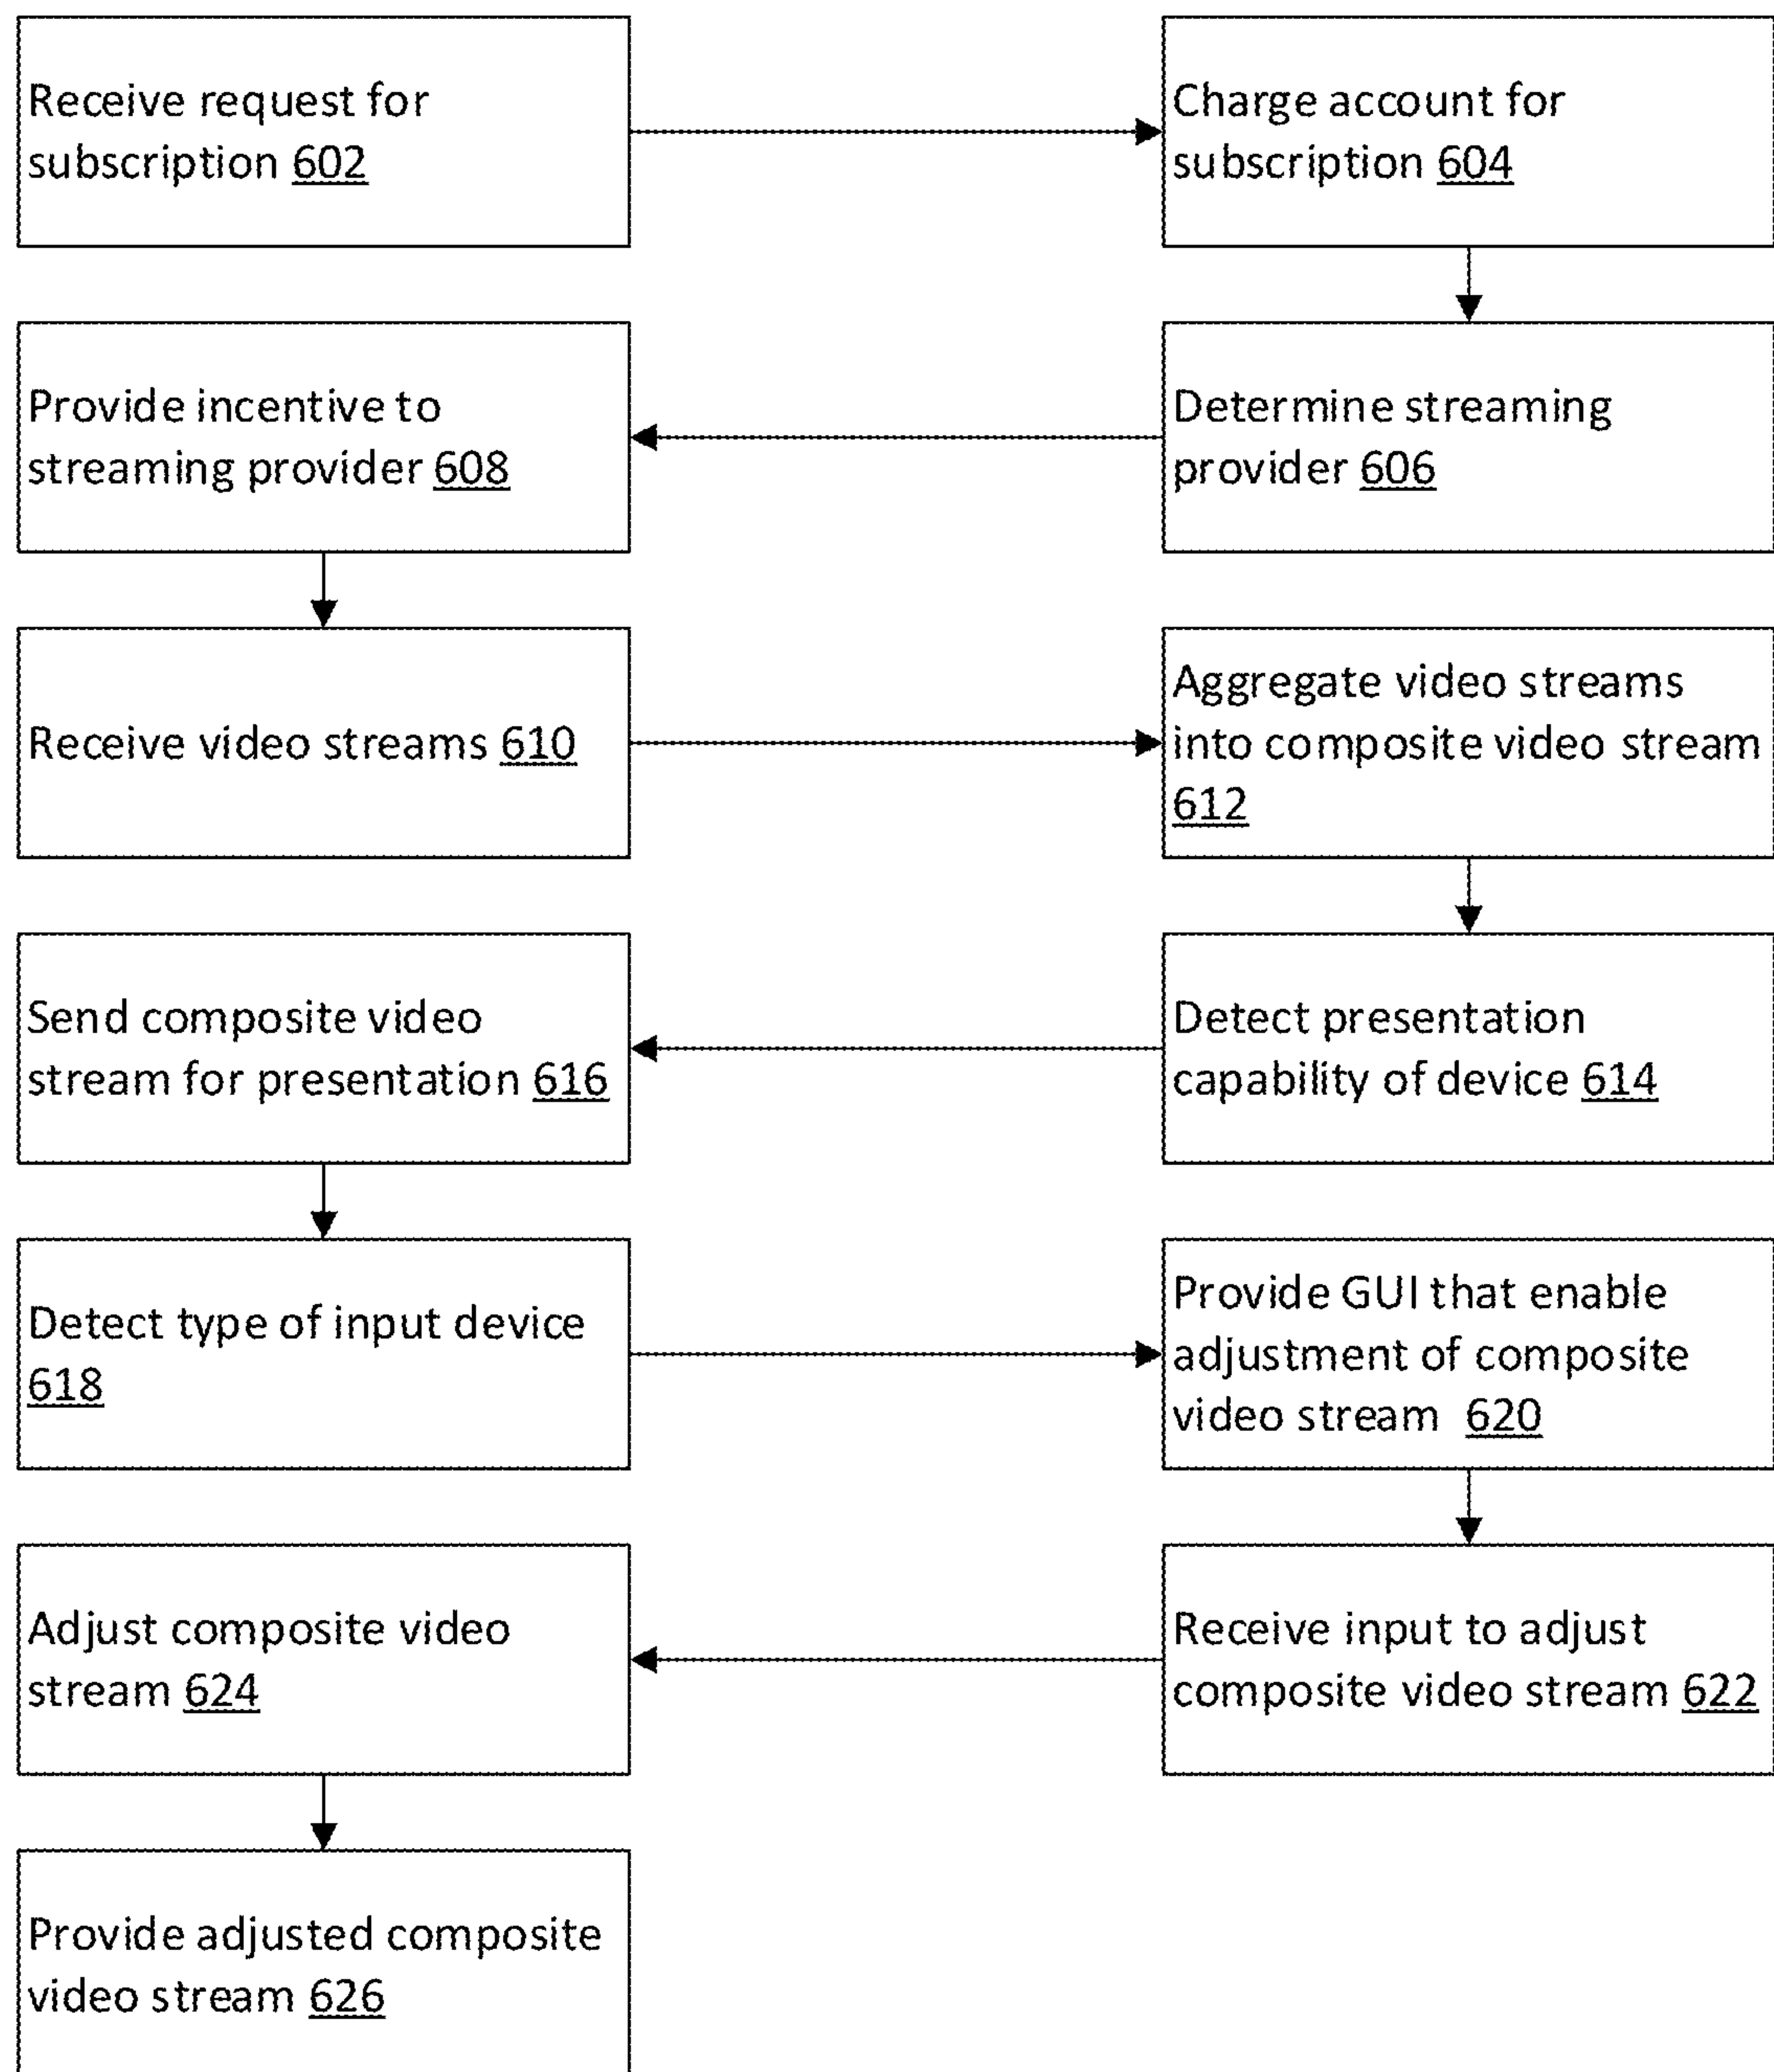 Receive request for
subscription 602
Charge account for
subscription 604
Provide incentive to
streaming provider 608
Determine streaming
provider 606
Receive video streams 610
Aggregate video streams
into composite video stream
612
Send composite video
stream for presentation 616
Detect presentation
capability of device 614
Detect type of input device
618
Provide GUI that enable
adjustment of composite
video stream 620
Adjust composite video
stream 624
Receive input to adjust
composite video stream 622
Provide adjusted composite
video stream 626